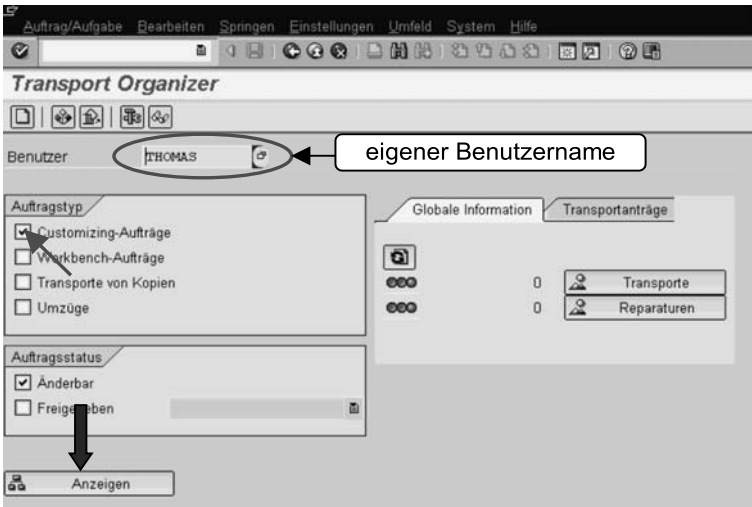 Auftrag/Aufgabe Bearbeiten Springen Einstellungen Umfeld System Hilfe
Transport Organizer
Benutzer THOMAS eigener Benutzername
Auftragstyp
Customizing-Aufträge
Workbench-Aufträge
Transporte von Kopien
Umzüge
Globale Information Transportanträge
0 Transporte
0 Reparaturen
Auftragsstatus
Änderbar
Freigegeben
Anzeigen